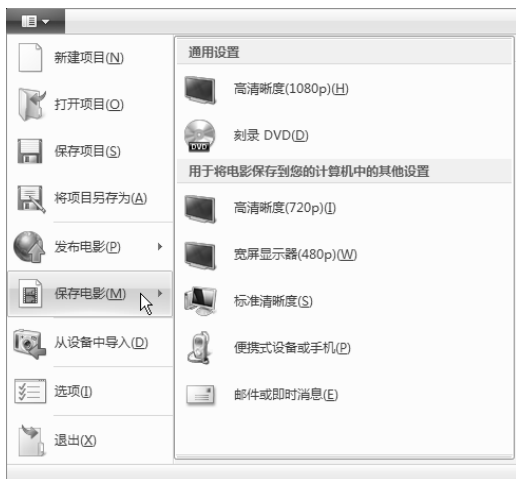 新建项目(N)
打开项目(O)
保存项目(S)
将项目另存为(A)
发布电影(P)
保存电影(M)
从设备中导入(D)
选项(I)
退出(X)
通用设置
高清晰度(1080p)(H)
刻录 DVD(D)
用于将电影保存到您的计算机中的其他设置
高清晰度(720p)(I)
宽屏显示器(480p)(W)
标准清晰度(S)
便携式设备或手机(P)
邮件或即时消息(E)